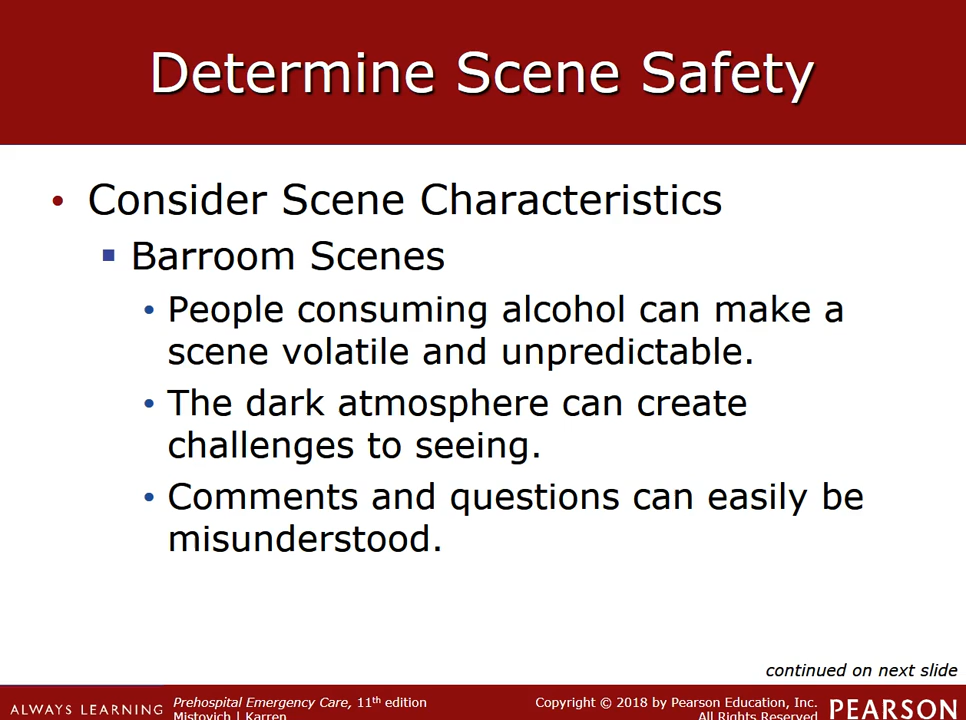 Determine Scene Safety
• Consider Scene Characteristics
▪ Barroom Scenes
• People consuming alcohol can make a
scene volatile and unpredictable.
• The dark atmosphere can create
challenges to seeing.
• Comments and questions can easily be
misunderstood.
continued on next slide
ALWAYS LEARNING
Prehospital Emergency Care, 11th edition
Mistovich | Karren
Copyright © 2018 by Pearson Education, Inc.
All Rights Reserved
PEARSON